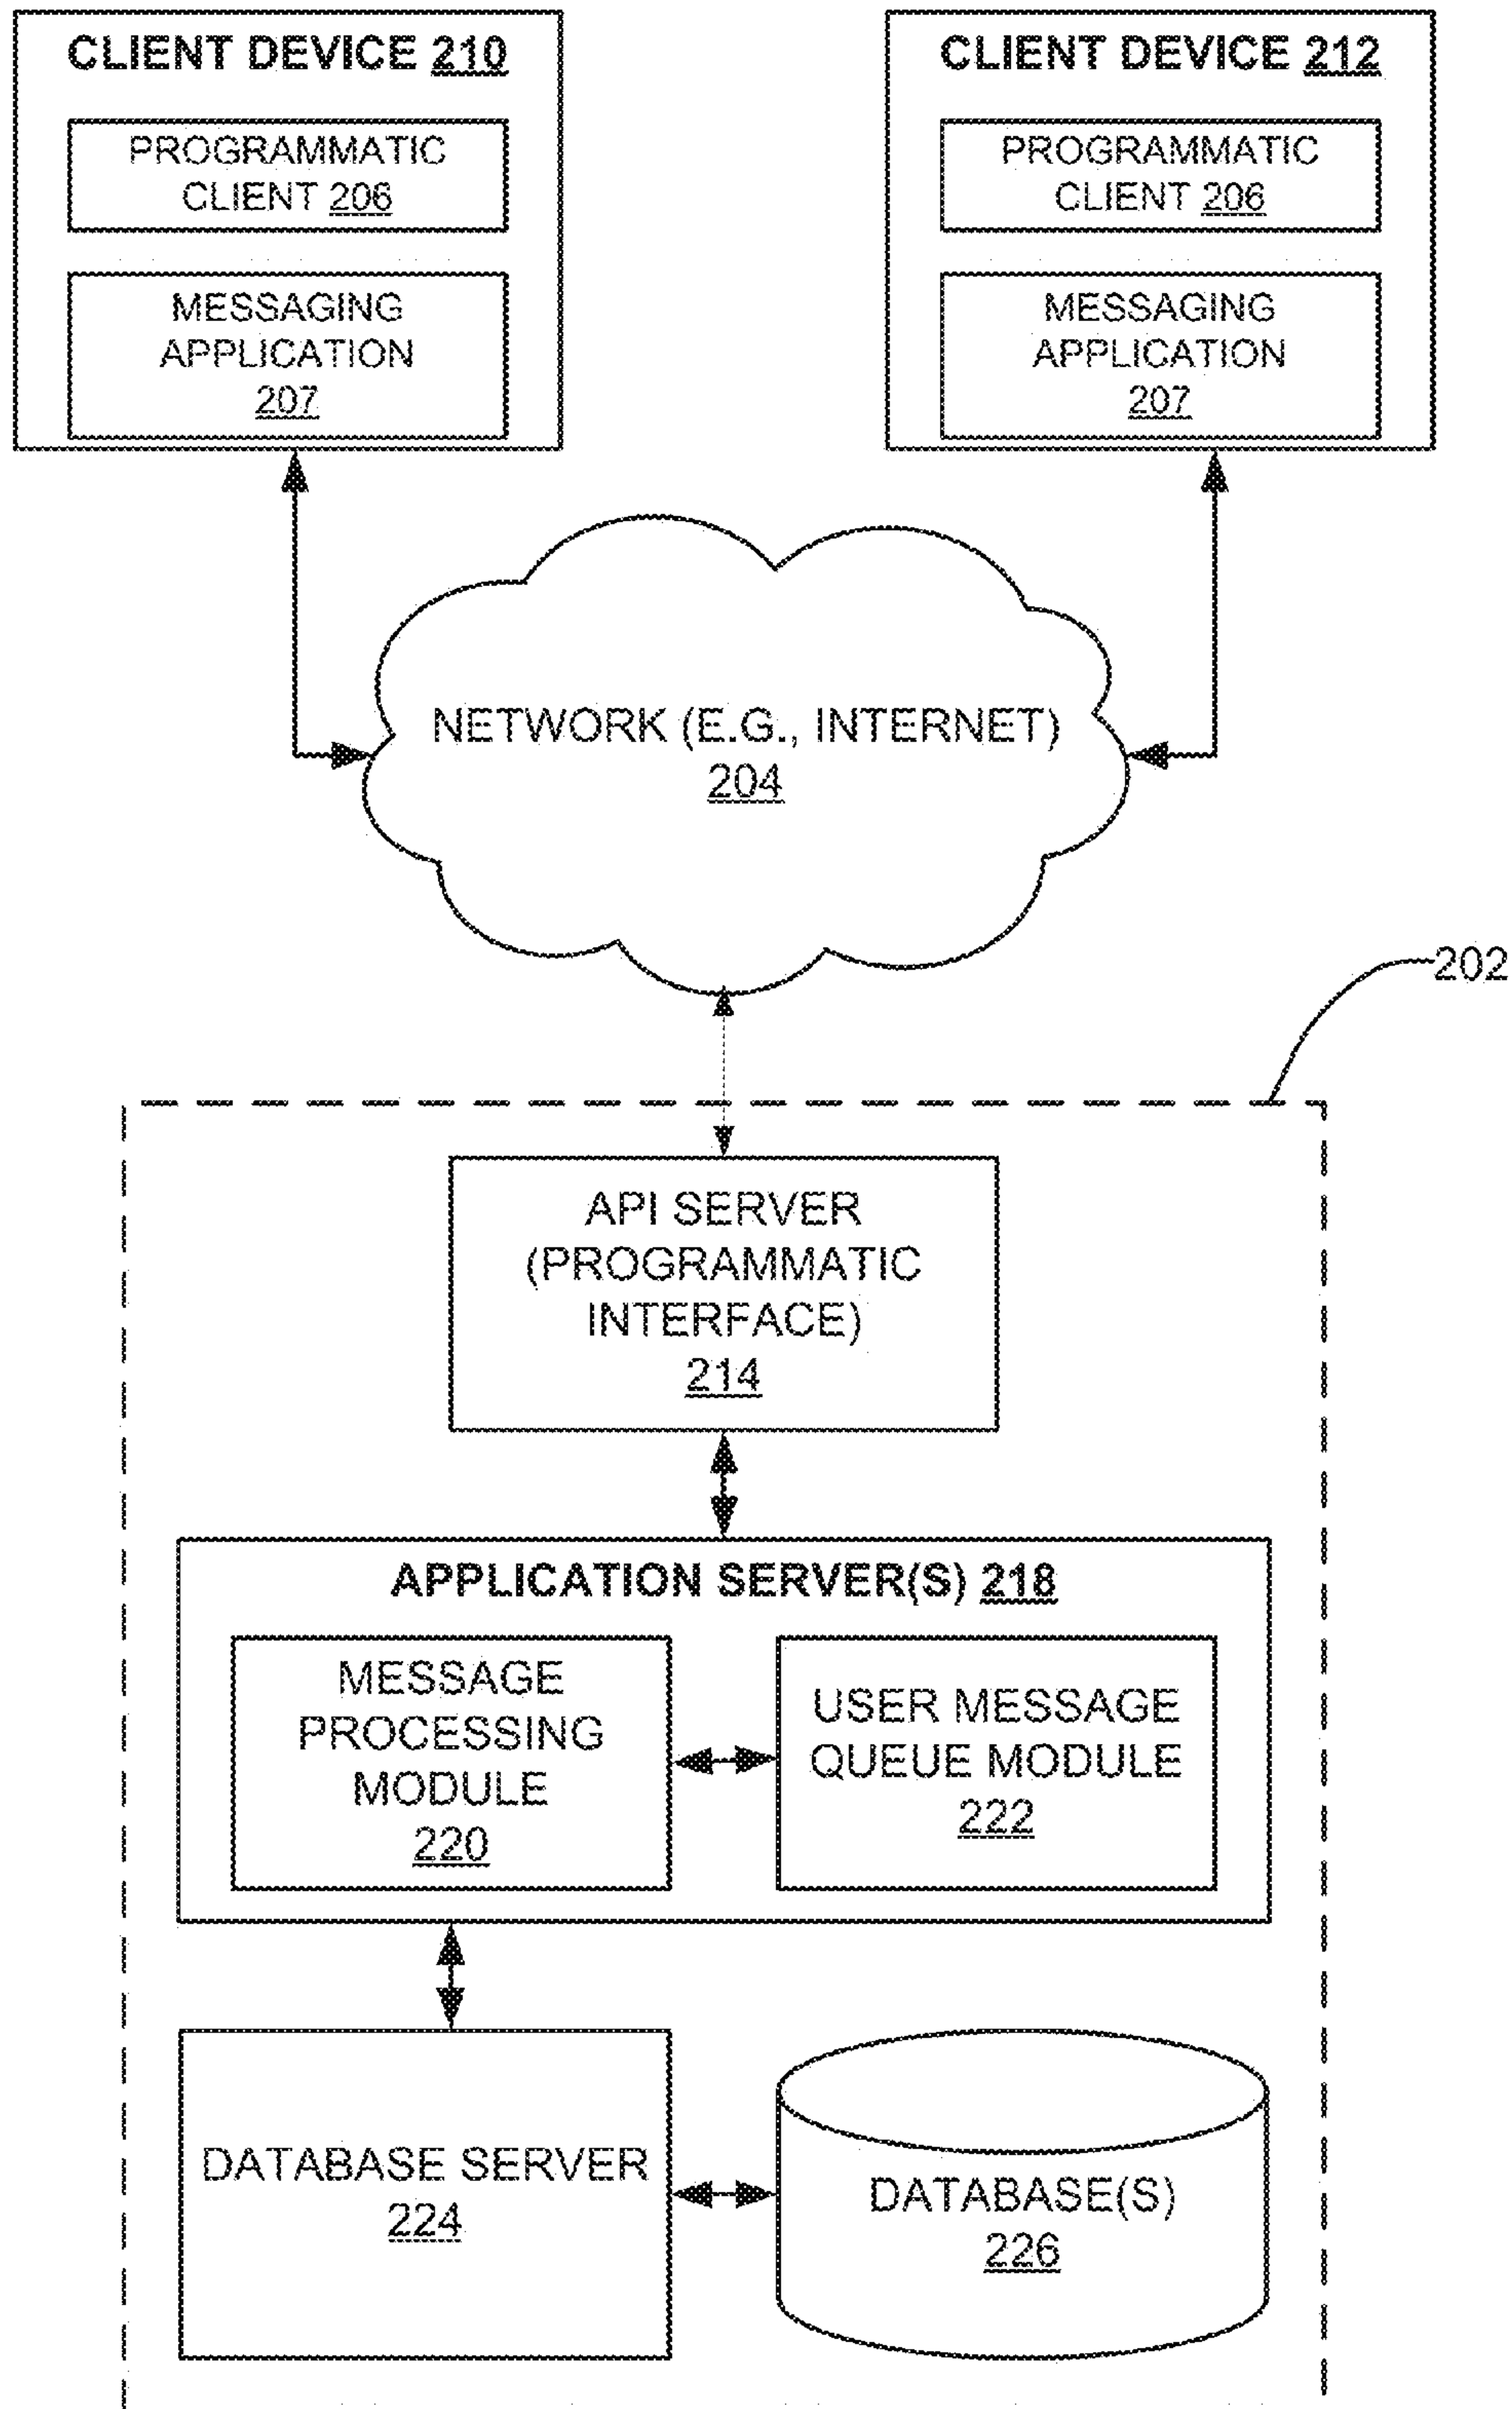 CLIENT DEVICE 210
PROGRAMMATIC
CLIENT 206
MESSAGING
APPLICATION
207
CLIENT DEVICE 212
PROGRAMMATIC
CLIENT 206
MESSAGING
APPLICATION
207
NETWORK (E.G., INTERNET)
204
202
API SERVER
(PROGRAMMATIC
INTERFACE)
214
APPLICATION SERVER(S) 218
MESSAGE
PROCESSING
MODULE
220
USER MESSAGE
QUEUE MODULE
222
DATABASE SERVER
224
DATABASE(S)
226